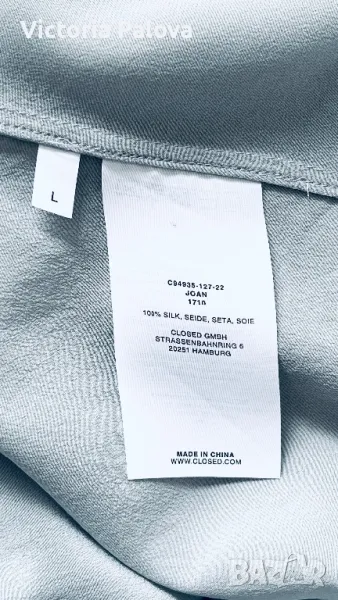 Victoria Palova
L
C94935-127-22
JOAN
1710
100% SILK, SEIDE, SETA, SOIE
CLOSED GMBH
STRASSENBAHNRING 6
20251 HAMBURG
MADE IN CHINA
WWW.CLOSED.COM
BAZAR